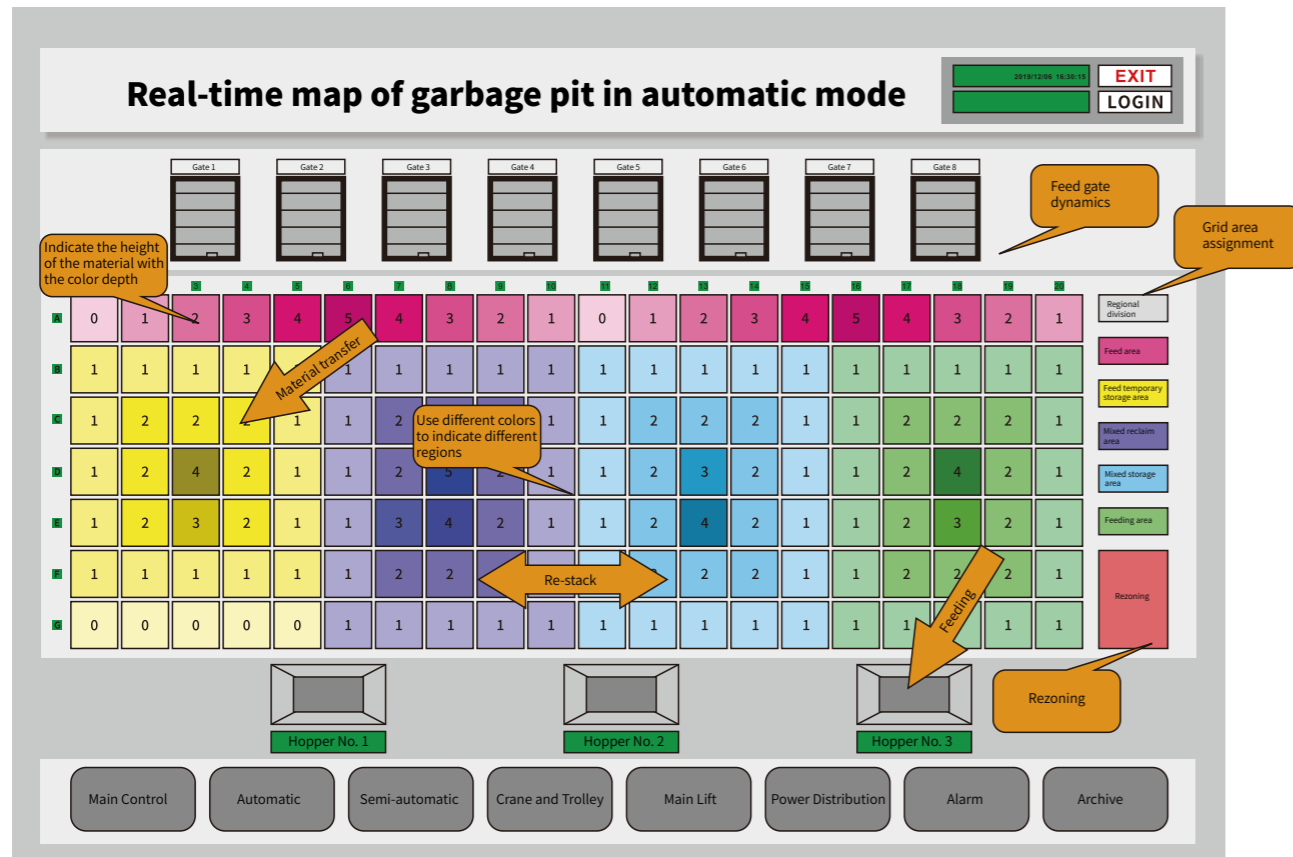 Real-time map of garbage pit in automatic mode
2019/12/06 16:30:15
EXIT
LOGIN
Gate 1
Gate 2
Gate 3
Gate 4
Gate 5
Gate 6
Gate 7
Gate 8
Feed gate
dynamics
Grid area
assignment
Indicate the height
of the material with
the color depth
3 4 5 6 7 8 9 10 11 12 13 14 15 16 17 18 19 20
A 0 1 2 3 4 5 4 3 2 1 0 1 2 3 4 5 4 3 2 1
Regional
division
Material transfer
B 1 1 1 1 1 1 1 1 1 1 1 1 1 1 1 1 1 1
Feed area
Feed temporary
storage area
C 1 2 2 1 1 2 1 1 2 2 2 1 1 2 2 2 1
Use different colors
to indicate different
regions
Mixed reclaim
area
D 1 2 4 2 1 1 2 5 2 1 1 2 3 2 1 1 2 4 2 1
Mixed storage
area
E 1 2 3 2 1 1 3 4 2 1 1 2 4 2 1 1 2 3 2 1
Feeding area
F 1 1 1 1 1 1 2 2 1 2 2 1 1 2 2 2 1
Re-stack
Feeding
G 0 0 0 0 0 1 1 1 1 1 1 1 1 1 1 1 1 1 1
Rezoning
Rezoning
Hopper No. 1
Hopper No. 2
Hopper No. 3
Main Control
Automatic
Semi-automatic
Crane and Trolley
Main Lift
Power Distribution
Alarm
Archive